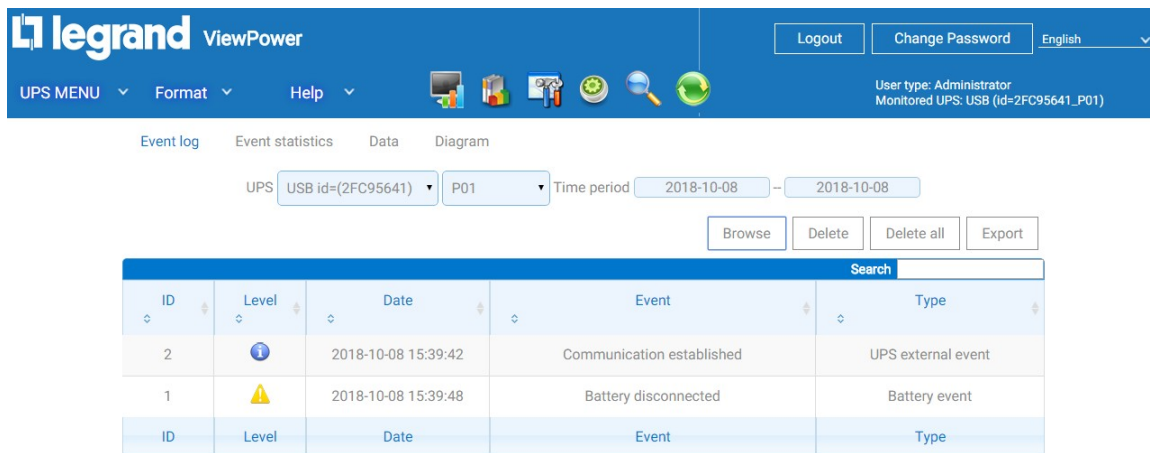 legrand ViewPower
Logout Change Password English
UPS MENU Format Help
User type: Administrator
Monitored UPS: USB (id=2FC95641_P01)
Event log Event statistics Data Diagram
UPS USB id=(2FC95641) P01 Time period 2018-10-08 – 2018-10-08
Browse Delete Delete all Export
Search
ID Level Date Event Type
2 2018-10-08 15:39:42 Communication established UPS external event
1 2018-10-08 15:39:48 Battery disconnected Battery event
ID Level Date Event Type